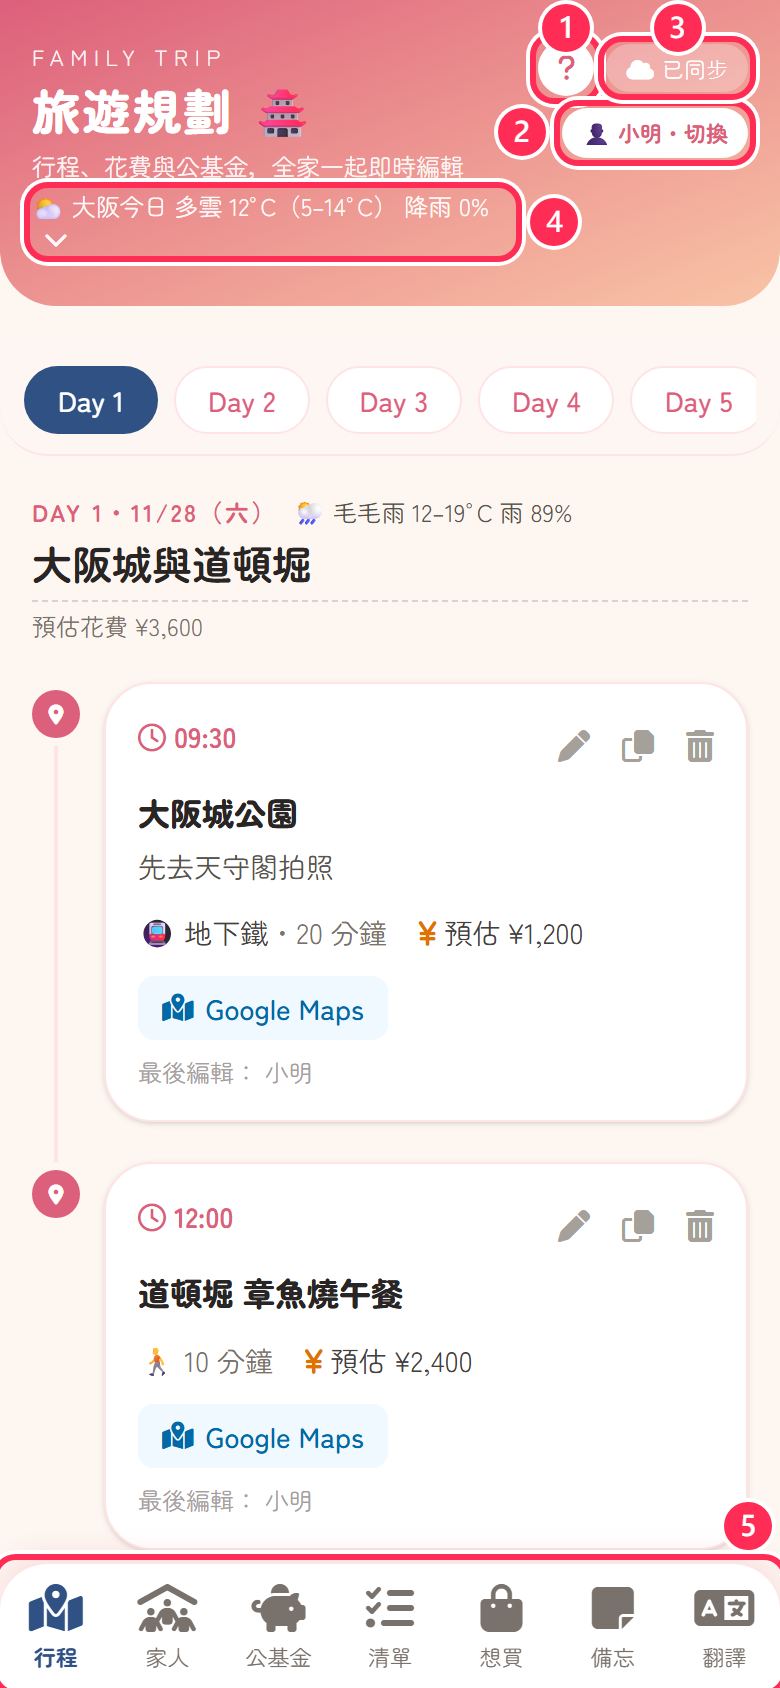 FAMILY TRIP
旅遊規劃
行程、花費與公基金，全家一起即時編輯
大阪今日 多雲 12°C（5–14°C） 降雨 0%
1
?
3
已同步
2
小明・切換
4
Day 1
Day 2
Day 3
Day 4
Day 5
DAY 1・11/28（六） 毛毛雨 12–19°C 雨 89%
大阪城與道頓堀
預估花費 ¥3,600
09:30
大阪城公園
先去天守閣拍照
地下鐵・20 分鐘 ¥ 預估 ¥1,200
Google Maps
最後編輯： 小明
12:00
道頓堀 章魚燒午餐
10 分鐘 ¥ 預估 ¥2,400
Google Maps
最後編輯： 小明
5
A 文
行程
家人
公基金
清單
想買
備忘
翻譯